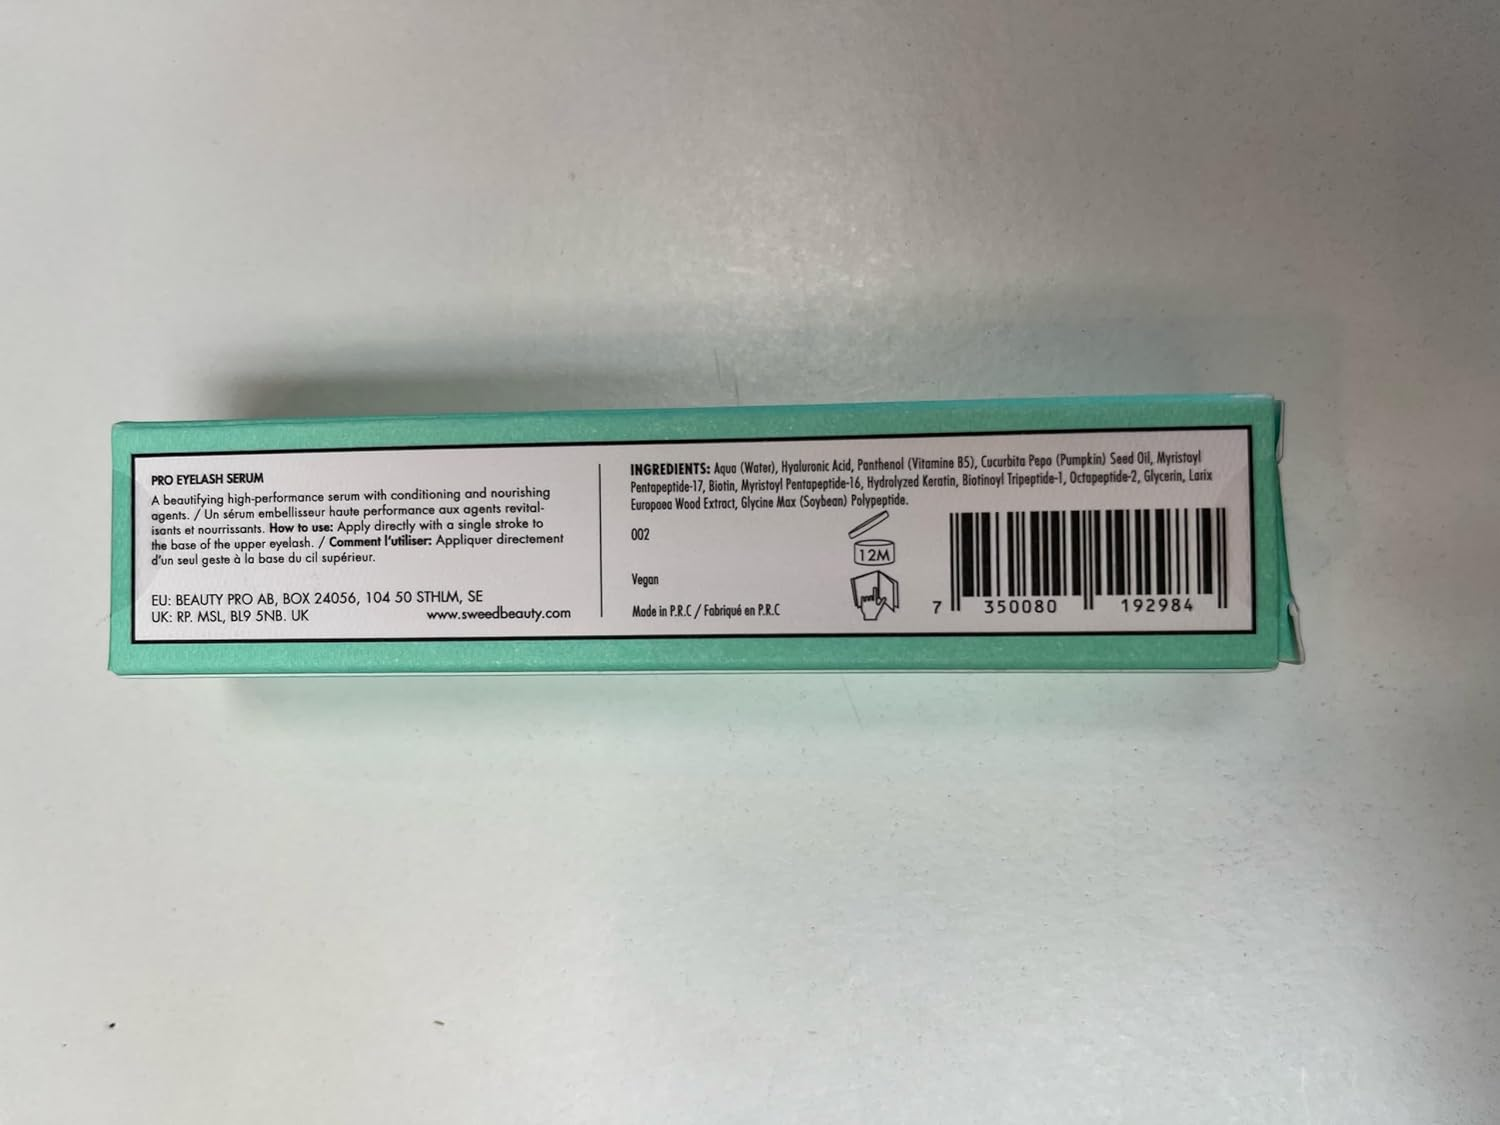 PRO EYELASH SERUM
A beautifying high-performance serum with conditioning and nourishing
agents. / Un sérum embellisseur haute performance aux agents revital-
isants et nourrissants. How to use: Apply directly with a single stroke to
the base of the upper eyelash. / Comment l'utiliser: Appliquer directement
d'un seul geste à la base du cil supérieur.
EU: BEAUTY PRO AB, BOX 24056, 104 50 STHLM, SE
UK: RP. MSL, BL9 5NB. UK
www.sweedbeauty.com
INGREDIENTS: Aqua (Water), Hyaluronic Acid, Panthenol (Vitamine B5), Cucurbita Pepo (Pumpkin) Seed Oil, Myristoyl
Pentapeptide-17, Biotin, Myristoyl Pentapeptide-16, Hydrolyzed Keratin, Biotinoyl Tripeptide-1, Octapeptide-2, Glycerin, Larix
Europaea Wood Extract, Glycine Max (Soybean) Polypeptide.
002
12M
Vegan
Made in P.R.C / Fabriqué en P.R.C
7 350080 192984